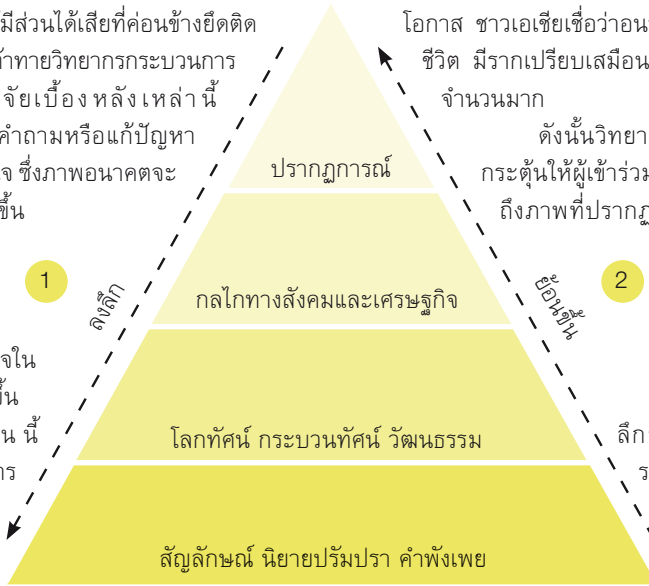 มีส่วนได้เสียที่ค่อนข้างยึดติด
ทายวิทยากรกระบวนการ
จัยเบื้องหลังเหล่านี้
คำถามหรือแก้ปัญหา
ซึ่งภาพอนาคตจะ
ขึ้น
1
ลงลึก
ใน
นี้
โอกาส ชาวเอเชียเชื่อว่า
ชีวิต มีรากเปรียบเสมือน
จำนวนมาก
ดังนั้นวิทยา
กระตุ้นให้ผู้เข้าร่วม
ถึงภาพที่ปรากฏ
2
ย้อนขึ้น
ลึก
ปรากฏการณ์
กลไกทางสังคมและเศรษฐกิจ
โลกทัศน์ กระบวนทัศน์ วัฒนธรรม
สัญลักษณ์ นิยายปรัมปรา คำพังเพย